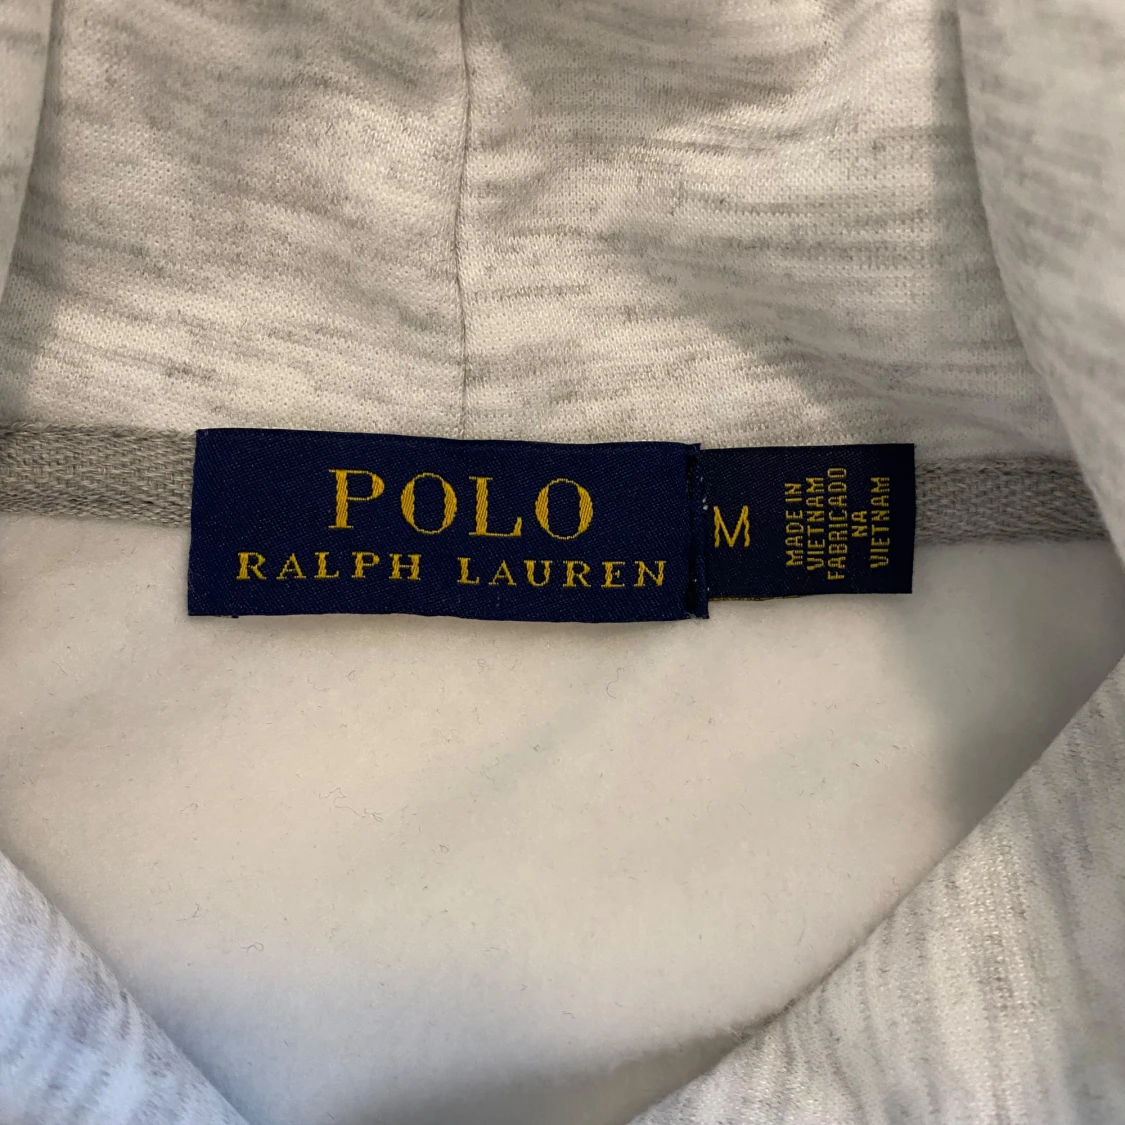 POLO
RALPH LAUREN
M
MADE IN
VIETNAM
FABRICADO
NA
VIETNAM